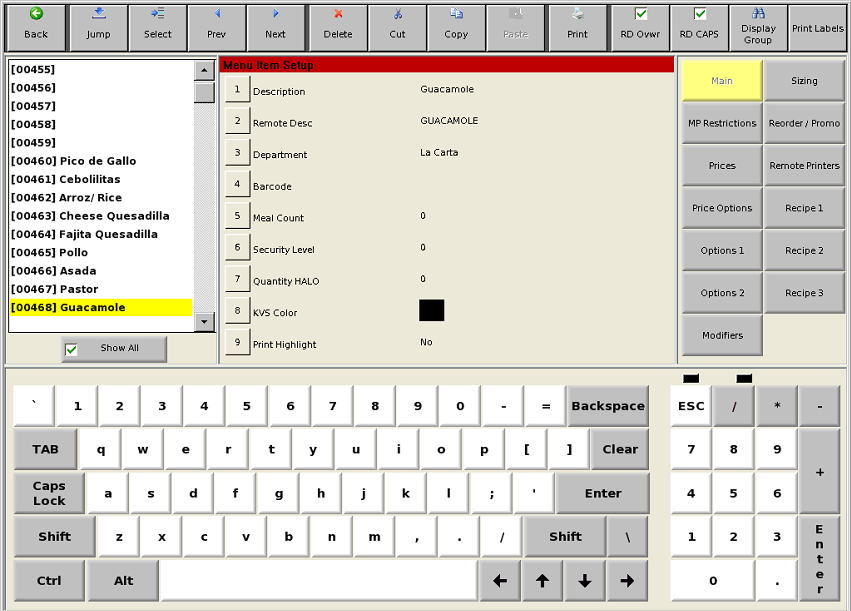 Back Jump Select Prev Next Delete Cut Copy Paste Print RD Ovwr RD CAPS Display Group Print Labels
[00455]
[00456]
[00457]
[00458]
[00459]
[00460] Pico de Gallo
[00461] Cebolilitas
[00462] Arroz/ Rice
[00463] Cheese Quesadilla
[00464] Fajita Quesadilla
[00465] Pollo
[00466] Asada
[00467] Pastor
[00468] Guacamole
Show All
Menu Item Setup
1 Description Guacamole
2 Remote Desc GUACAMOLE
3 Department La Carta
4 Barcode
5 Meal Count 0
6 Security Level 0
7 Quantity HALO 0
8 KVS Color
9 Print Highlight No
Main Sizing
MP Restrictions Reorder / Promo
Prices Remote Printers
Price Options Recipe 1
Options 1 Recipe 2
Options 2 Recipe 3
Modifiers
` 1 2 3 4 5 6 7 8 9 0 - = Backspace ESC / * -
TAB q w e r t y u i o p [ ] Clear 7 8 9 +
Caps Lock a s d f g h j k l ; ' Enter 4 5 6
Shift z x c v b n m , . / Shift \ 1 2 3 Enter
Ctrl Alt ← ↑ ↓ → 0 .